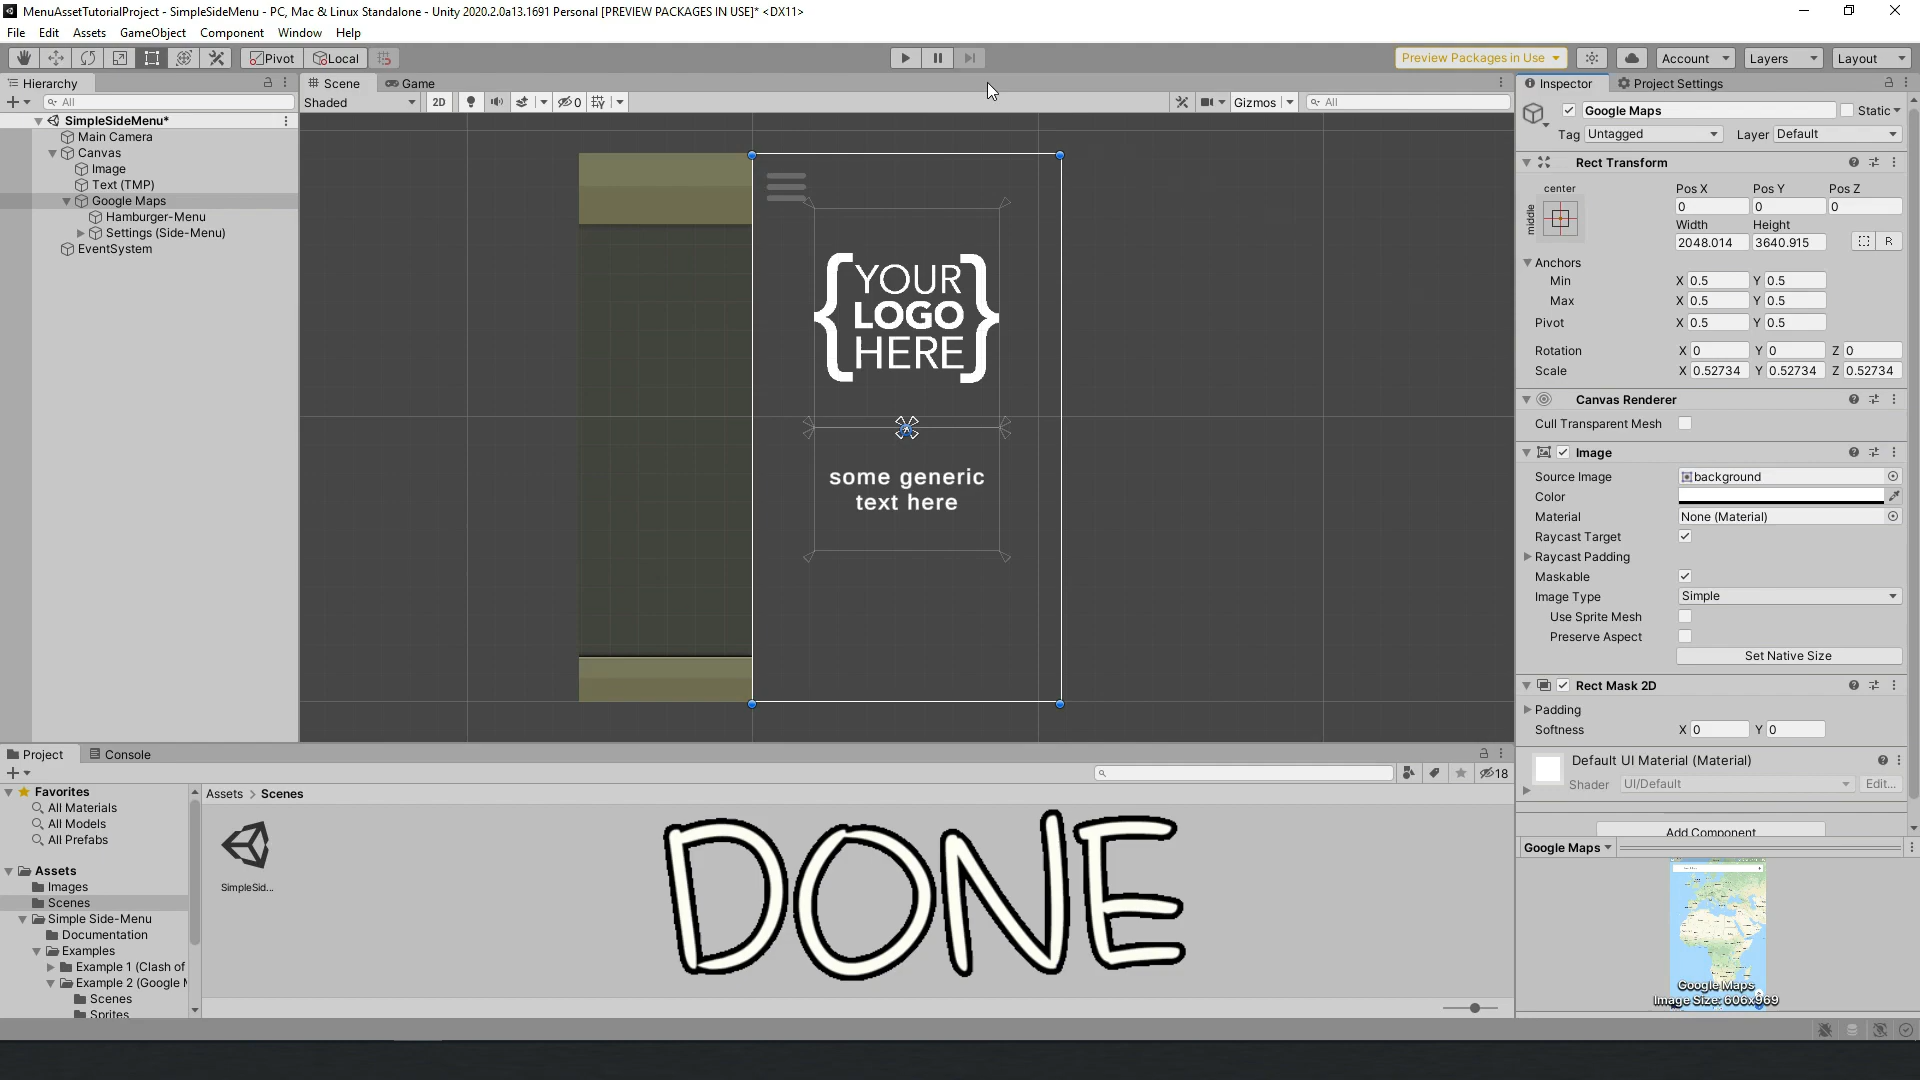 MenuAssetTutorialProject - SimpleSideMenu - PC, Mac & Linux Standalone - Unity 2020.2.0a13.1691 Personal [PREVIEW PACKAGES IN USE]* <DX11>
File Edit Assets GameObject Component Window Help
Pivot Local Preview Packages in Use Account Layers Layout
Hierarchy Scene Game Inspector Project Settings
All Shaded 2D 0 Gizmos All
SimpleSideMenu*
Main Camera
Canvas
Image
Text (TMP)
Google Maps
Hamburger-Menu
Settings (Side-Menu)
EventSystem
{YOUR
LOGO
HERE}
some generic
text here
Google Maps Static
Tag Untagged Layer Default
Rect Transform
center Pos X Pos Y Pos Z
middle 0 0 0
Width Height
2048.014 3640.915 R
Anchors
Min X 0.5 Y 0.5
Max X 0.5 Y 0.5
Pivot X 0.5 Y 0.5
Rotation X 0 Y 0 Z 0
Scale X 0.52734 Y 0.52734 Z 0.52734
Canvas Renderer
Cull Transparent Mesh
Image
Source Image background
Color
Material None (Material)
Raycast Target
Raycast Padding
Maskable
Image Type Simple
Use Sprite Mesh
Preserve Aspect
Set Native Size
Rect Mask 2D
Padding
Softness X 0 Y 0
Default UI Material (Material)
Shader UI/Default Edit...
Add Component
Google Maps
Google Maps
Image Size: 606x969
Project Console
18
Favorites
All Materials
All Models
All Prefabs
Assets
Images
Scenes
Simple Side-Menu
Documentation
Examples
Example 1 (Clash of
Example 2 (Google M
Scenes
Sprites
Assets > Scenes
SimpleSid...
DONE